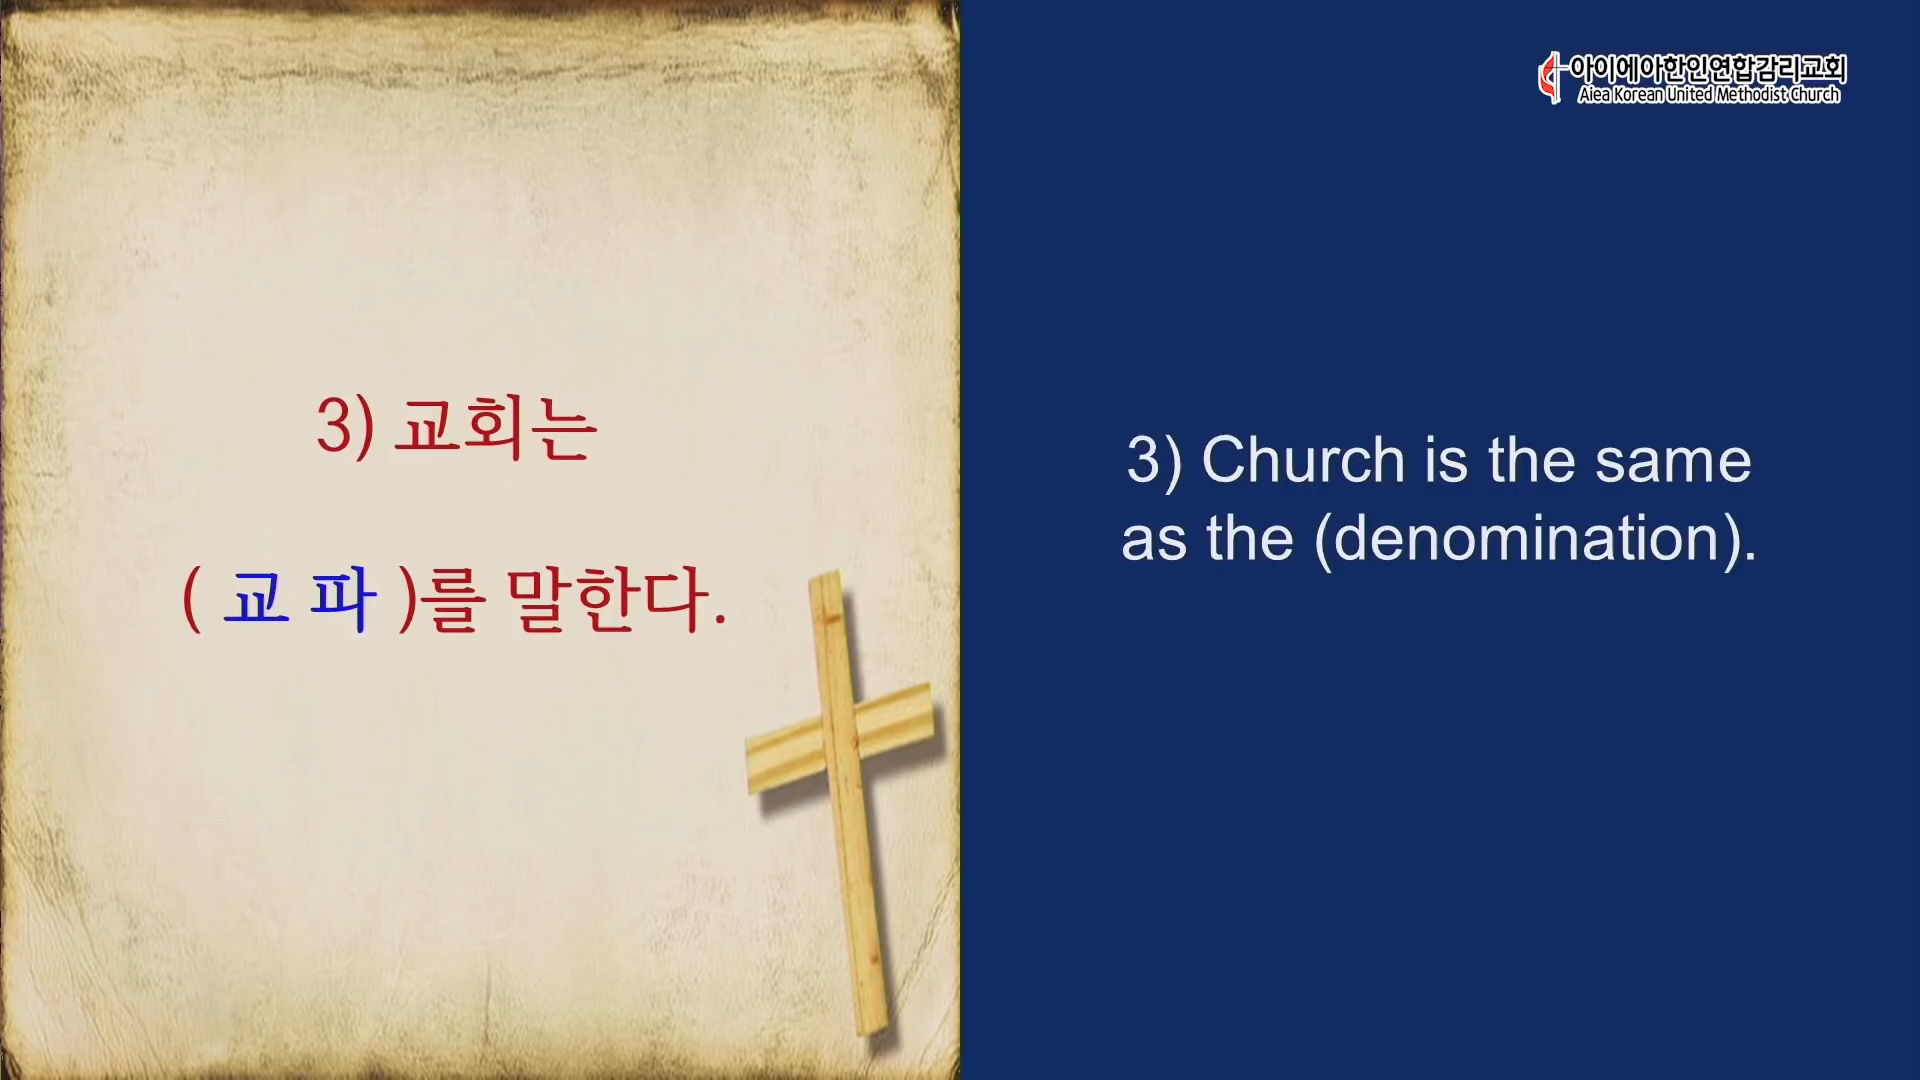 3) 교회는
( 교 파 )를 말한다.
아이에아한인연합감리교회
Aiea Korean United Methodist Church
3) Church is the same
as the (denomination).